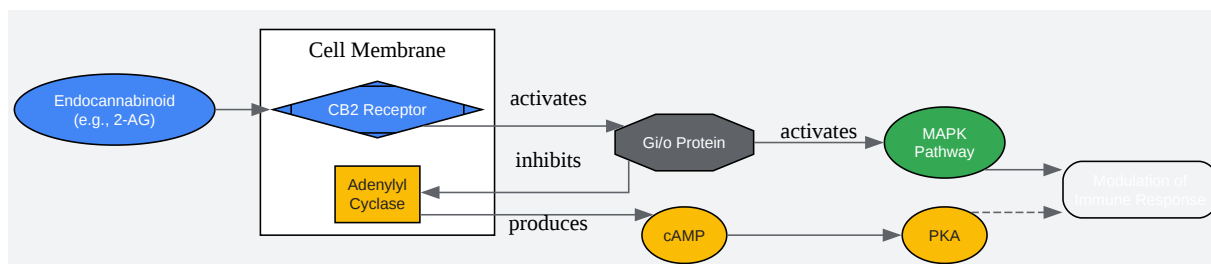 Cell Membrane
Endocannabinoid
(e.g., 2-AG)
CB2 Receptor
activates
Gi/o Protein
activates
MAPK
Pathway
inhibits
Adenylyl
Cyclase
produces
cAMP
PKA
Modulation of
Immune Response